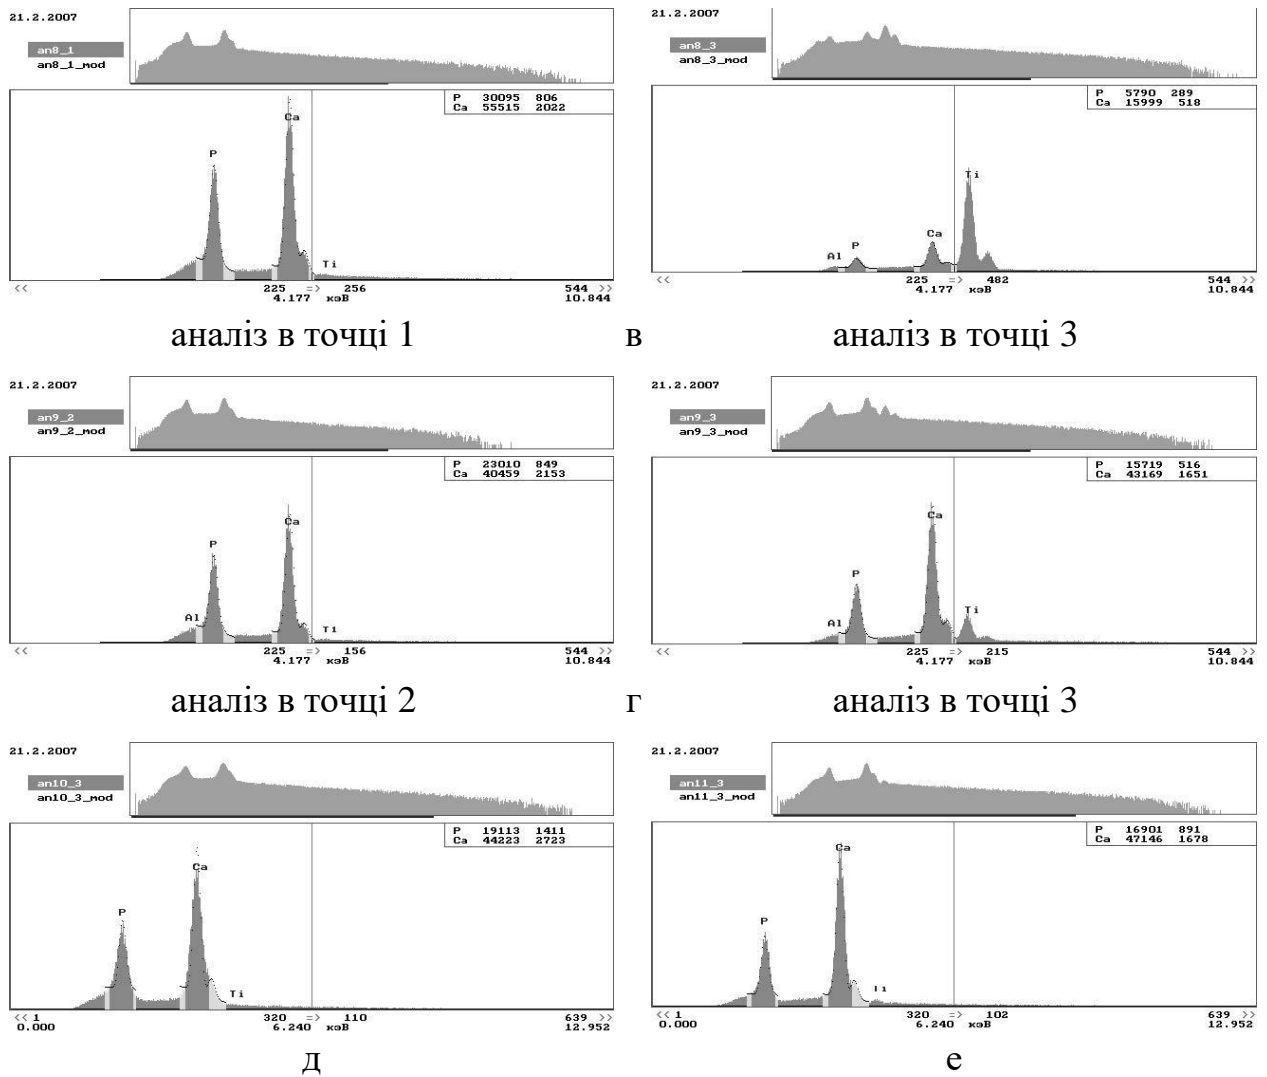 21.2.2007
an8_1
an8_1_mod
P 30095 806
Ca 55515 2022
Ca
P
Ti
<< 225 => 256 544 >>
4.177 кэВ 10.844
аналіз в точці 1
21.2.2007
an8_3
an8_3_mod
P 5790 289
Ca 15999 518
Ti
Ca
P
Al
<< 225 => 482 544 >>
4.177 кэВ 10.844
аналіз в точці 3
в
21.2.2007
an9_2
an9_2_mod
P 23010 849
Ca 40459 2153
Ca
P
Al
Ti
<< 225 => 156 544 >>
4.177 кэВ 10.844
аналіз в точці 2
21.2.2007
an9_3
an9_3_mod
P 15719 516
Ca 43169 1651
Ca
P
Al
Ti
<< 225 => 215 544 >>
4.177 кэВ 10.844
аналіз в точці 3
г
21.2.2007
an10_3
an10_3_mod
P 19113 1411
Ca 44223 2723
Ca
P
Ti
<< 1 320 => 110 639 >>
0.000 6.240 кэВ 12.952
д
21.2.2007
an11_3
an11_3_mod
P 16901 891
Ca 47146 1678
Ca
P
Ti
<< 1 320 => 102 639 >>
0.000 6.240 кэВ 12.952
е